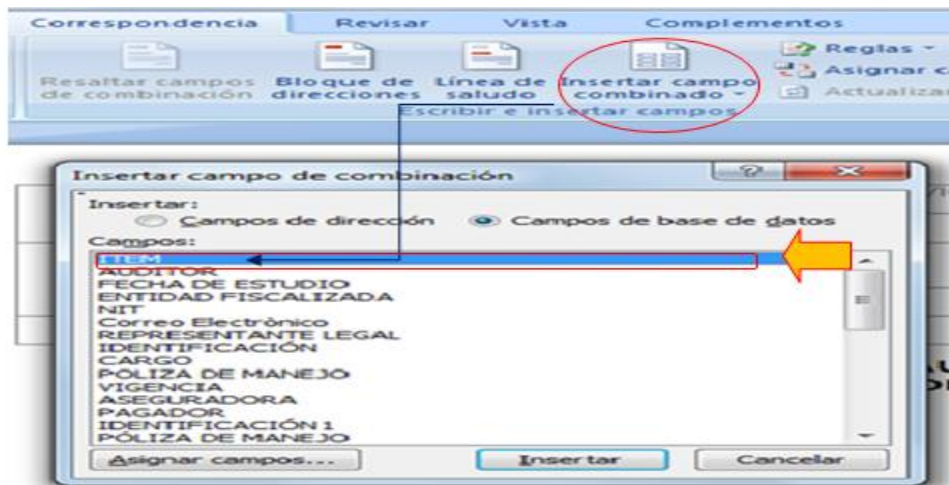 Correspondencia Revisar Vista Complementos
Resaltar campos de combinación
Bloque de direcciones
Línea de saludo
Insertar campo combinado
Reglas
Asignar c
Actualizar
Escribir e insertar campos
Insertar campo de combinación
Insertar:
Campos de dirección Campos de base de datos
Campos:
ITEM
AUDITOR
FECHA DE ESTUDIO
ENTIDAD FISCALIZADA
NIT
Correo Electrònico
REPRESENTANTE LEGAL
IDENTIFICACIÓN
CARGO
PÓLIZA DE MANEJO
VIGENCIA
ASEGURADORA
PAGADOR
IDENTIFICACIÓN 1
PÓLIZA DE MANEJO
Asignar campos... Insertar Cancelar